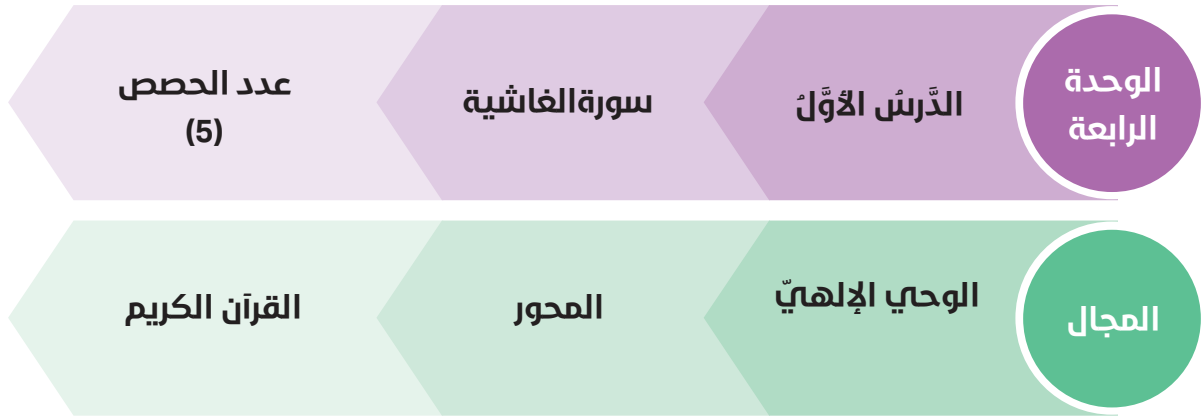 الوحدة
الرابعة
الدَّرسُ الأوَّلُ
سورةالغاشية
عدد الحصص
(5)
المجال
الوحي الإلهيّ
المحور
القرآن الكريم